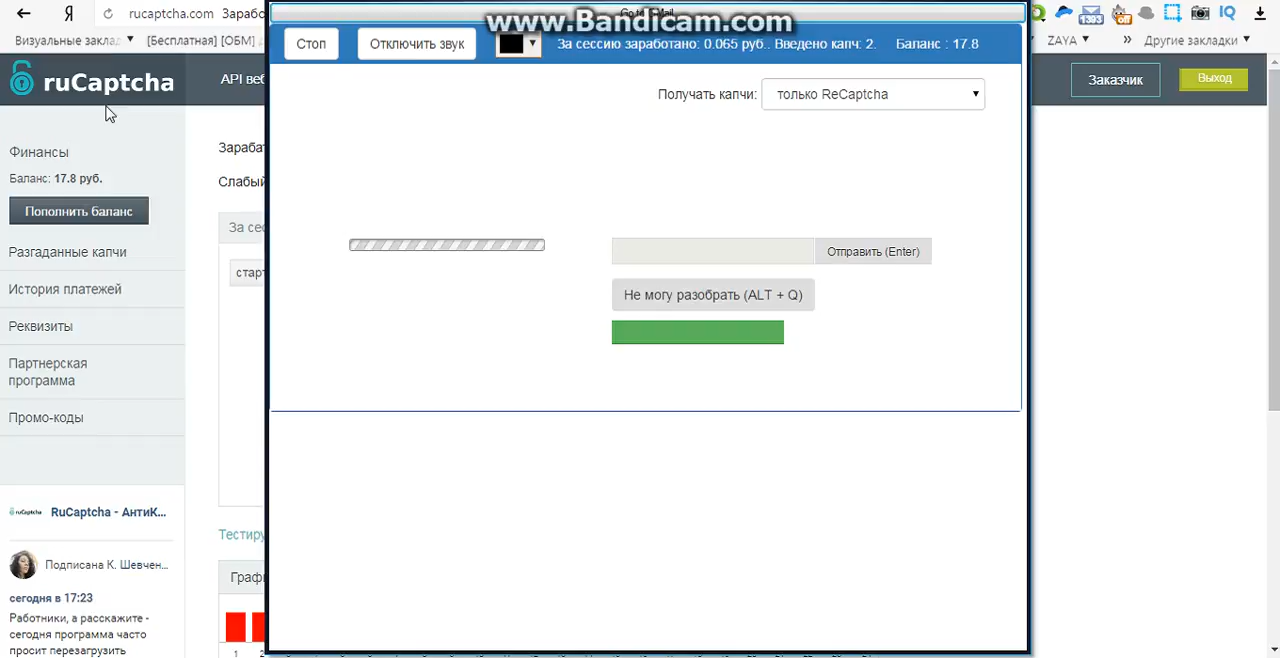 www.Bandicam.com
rucaptcha.com
Визуальные заклад
[Бесплатная] [ОБМ]
1393
off
IQ
ZAYA
»
Другие закладки
ruCaptcha
API
Заказчик
Выход
Стоп
Отключить звук
За сессию заработано: 0.065 руб.. Введено капч: 2.
Баланс : 17.8
Получать капчи:
только ReCaptcha
Финансы
Баланс: 17.8 руб.
Пополнить баланс
Разгаданные капчи
История платежей
Реквизиты
Партнерская
программа
Промо-коды
Слабый
Отправить (Enter)
Не могу разобрать (ALT + Q)
RuCaptcha - АнтиК...
Подписана К. Шевчен...
сегодня в 17:23
Работники, а расскажите -
сегодня программа часто
просит перезагрузить